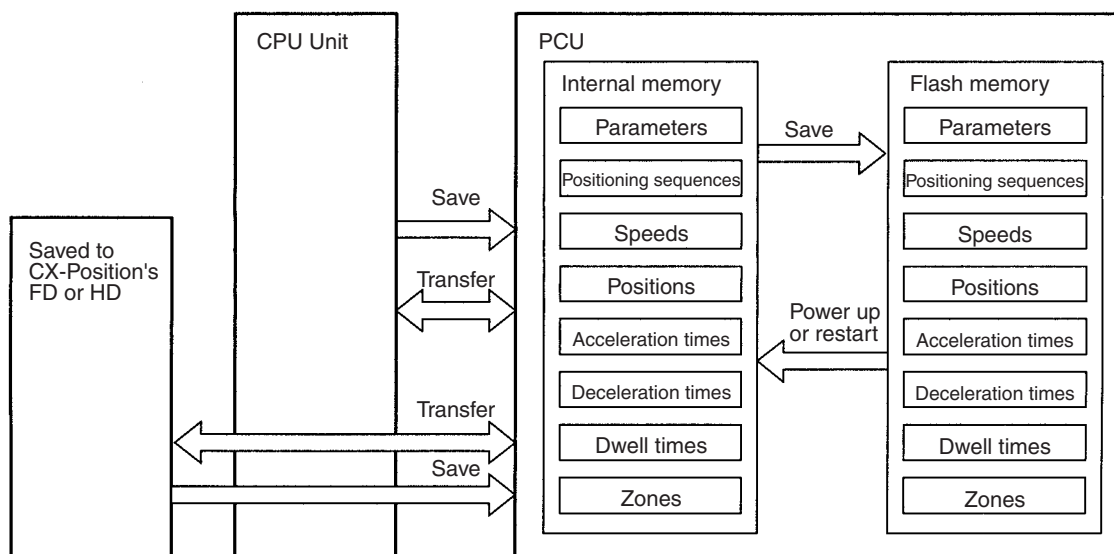 CPU Unit
PCU
Internal memory
Parameters
Positioning sequences
Speeds
Positions
Acceleration times
Deceleration times
Dwell times
Zones
Save
Power up
or restart
Flash memory
Parameters
Positioning sequences
Speeds
Positions
Acceleration times
Deceleration times
Dwell times
Zones
Save
Transfer
Transfer
Save
Saved to
CX-Position's
FD or HD